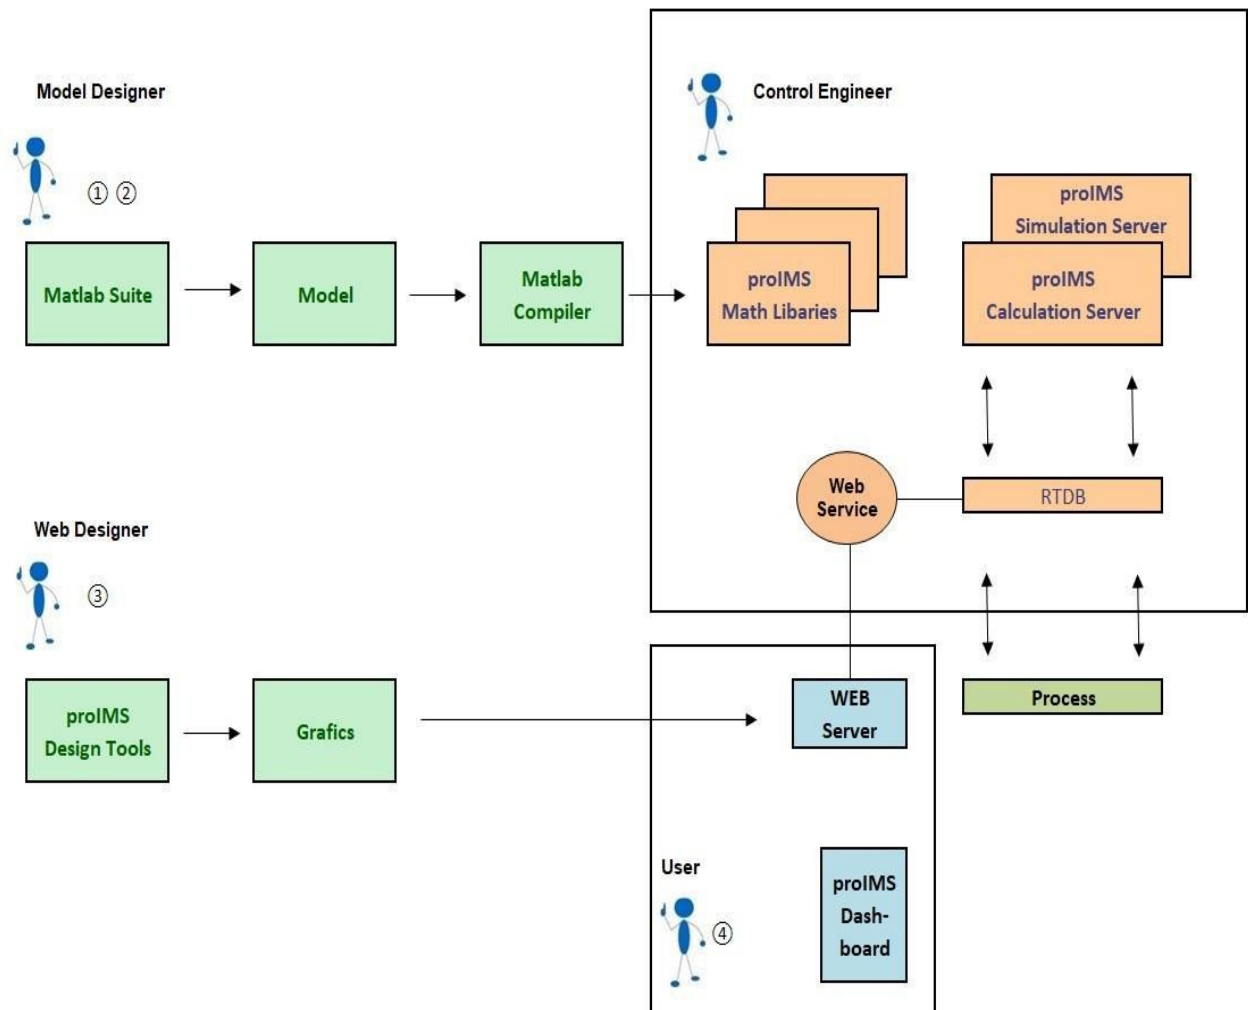 Model Designer
① ②
Control Engineer
Matlab Suite
Model
Matlab
Compiler
proIMS
Math Libaries
proIMS
Simulation Server
proIMS
Calculation Server
Web
Service
RTDB
Web Designer
③
proIMS
Design Tools
Grafics
WEB
Server
Process
User
④
proIMS
Dash-
board